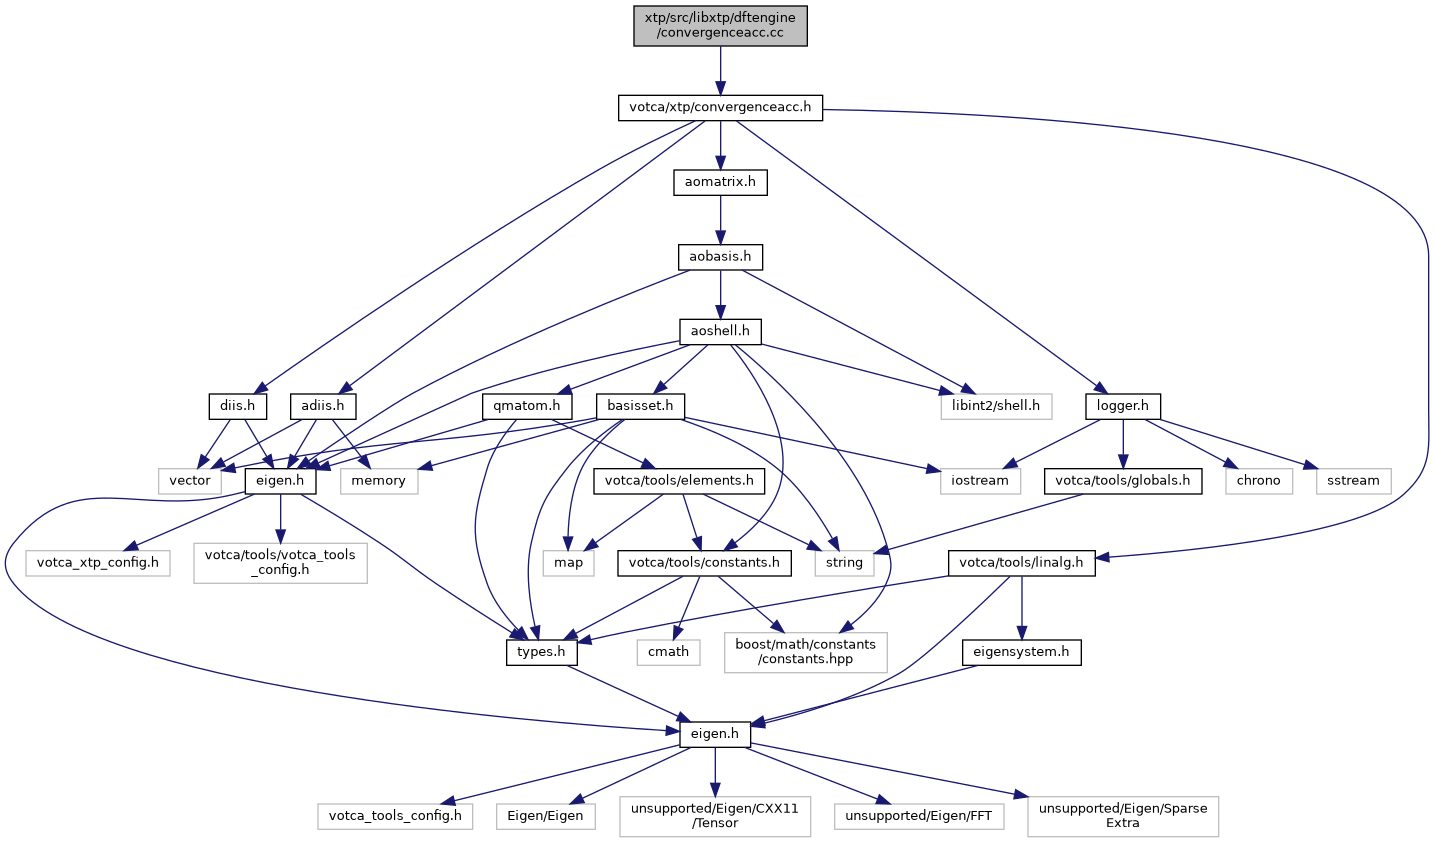 xtp/src/libxtp/dftengine
/convergenceacc.cc
votca/xtp/convergenceacc.h
aomatrix.h
aobasis.h
aoshell.h
diis.h
adiis.h
qmatom.h
basisset.h
libint2/shell.h
logger.h
vector
eigen.h
memory
votca/tools/elements.h
iostream
votca/tools/globals.h
chrono
sstream
votca_xtp_config.h
votca/tools/votca_tools
_config.h
map
votca/tools/constants.h
string
votca/tools/linalg.h
types.h
cmath
boost/math/constants
/constants.hpp
eigensystem.h
eigen.h
votca_tools_config.h
Eigen/Eigen
unsupported/Eigen/CXX11
/Tensor
unsupported/Eigen/FFT
unsupported/Eigen/Sparse
Extra